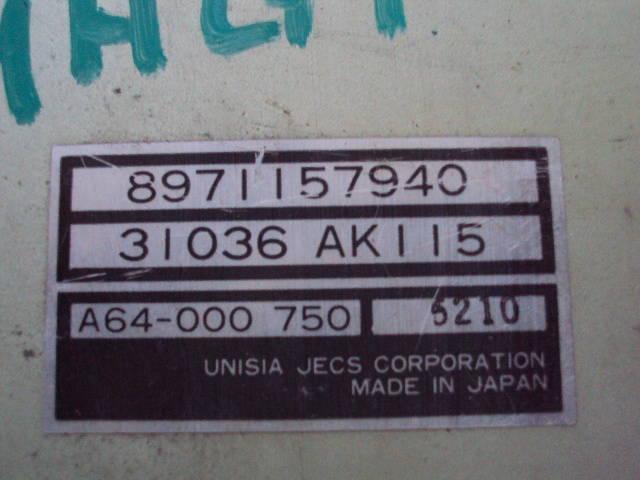 8971157940
31036 AK115
A64-000 750 5210
UNISIA JECS CORPORATION
MADE IN JAPAN